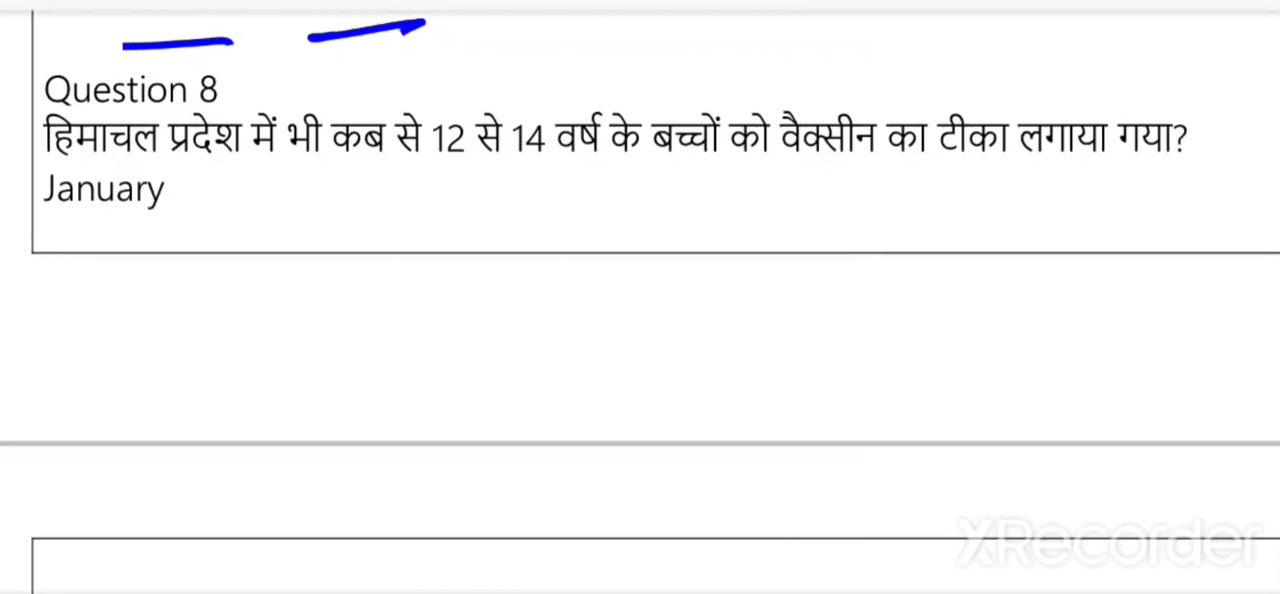 Question 8
हिमाचल प्रदेश में भी कब से 12 से 14 वर्ष के बच्चों को वैक्सीन का टीका लगाया गया?
January
XRecorder